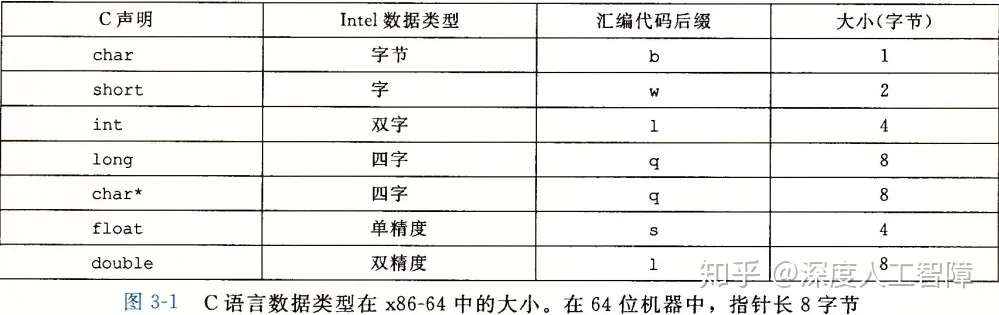 C 声明 Intel 数据类型 汇编代码后缀 大小(字节)
char 字节 b 1
short 字 w 2
int 双字 l 4
long 四字 q 8
char* 四字 q 8
float 单精度 s 4
double 双精度 l 8
知乎 @深度人工智障
图 3-1 C 语言数据类型在 x86-64 中的大小。在 64 位机器中，指针长 8 字节